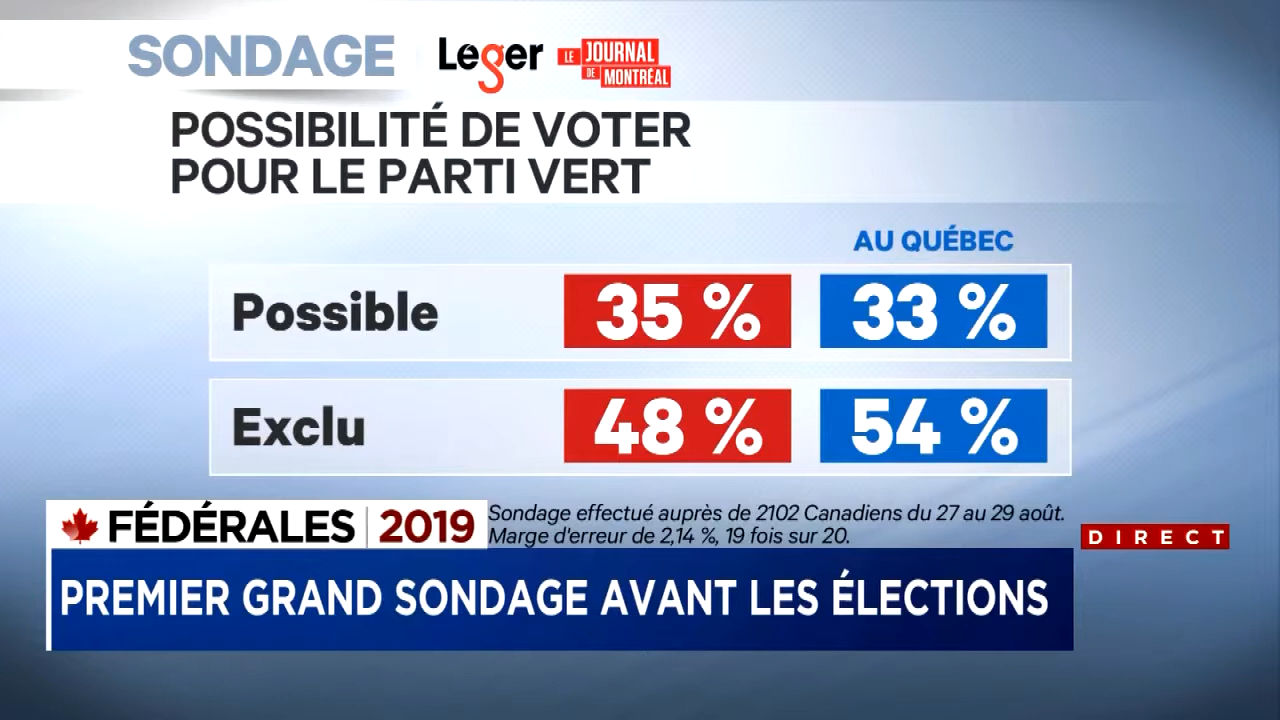 SONDAGE Leger LE JOURNAL DE MONTRÉAL
POSSIBILITÉ DE VOTER
POUR LE PARTI VERT
AU QUÉBEC
Possible 35 % 33 %
Exclu 48 % 54 %
FÉDÉRALES 2019
Sondage effectué auprès de 2102 Canadiens du 27 au 29 août.
Marge d'erreur de 2,14 %, 19 fois sur 20.
DIRECT
PREMIER GRAND SONDAGE AVANT LES ÉLECTIONS